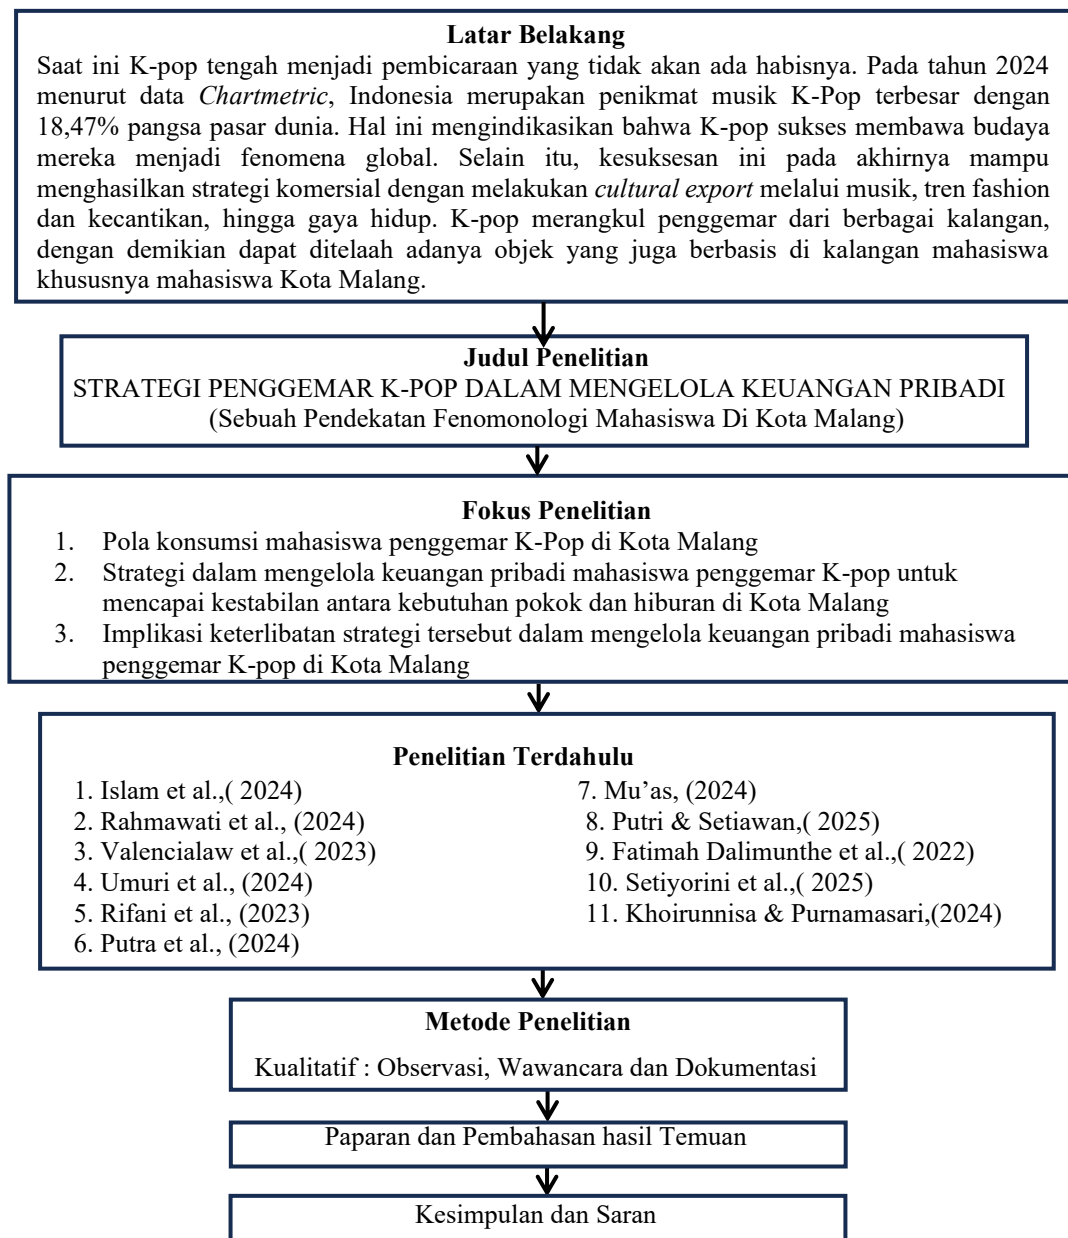 Latar Belakang
Saat ini K-pop tengah menjadi pembicaraan yang tidak akan ada habisnya. Pada tahun 2024
menurut data Chartmetric, Indonesia merupakan penikmat musik K-Pop terbesar dengan
18,47% pangsa pasar dunia. Hal ini mengindikasikan bahwa K-pop sukses membawa budaya
mereka menjadi fenomena global. Selain itu, kesuksesan ini pada akhirnya mampu
menghasilkan strategi komersial dengan melakukan cultural export melalui musik, tren fashion
dan kecantikan, hingga gaya hidup. K-pop merangkul penggemar dari berbagai kalangan,
dengan demikian dapat ditelaah adanya objek yang juga berbasis di kalangan mahasiswa
khususnya mahasiswa Kota Malang.
Judul Penelitian
STRATEGI PENGGEMAR K-POP DALAM MENGELOLA KEUANGAN PRIBADI
(Sebuah Pendekatan Fenomonologi Mahasiswa Di Kota Malang)
Fokus Penelitian
1. Pola konsumsi mahasiswa penggemar K-Pop di Kota Malang
2. Strategi dalam mengelola keuangan pribadi mahasiswa penggemar K-pop untuk
mencapai kestabilan antara kebutuhan pokok dan hiburan di Kota Malang
3. Implikasi keterlibatan strategi tersebut dalam mengelola keuangan pribadi mahasiswa
penggemar K-pop di Kota Malang
Penelitian Terdahulu
1. Islam et al.,( 2024)
2. Rahmawati et al., (2024)
3. Valencialaw et al.,( 2023)
4. Umuri et al., (2024)
5. Rifani et al., (2023)
6. Putra et al., (2024)
7. Mu’as, (2024)
8. Putri & Setiawan,( 2025)
9. Fatimah Dalimunthe et al.,( 2022)
10. Setiyorini et al.,( 2025)
11. Khoirunnisa & Purnamasari,(2024)
Metode Penelitian
Kualitatif : Observasi, Wawancara dan Dokumentasi
Paparan dan Pembahasan hasil Temuan
Kesimpulan dan Saran